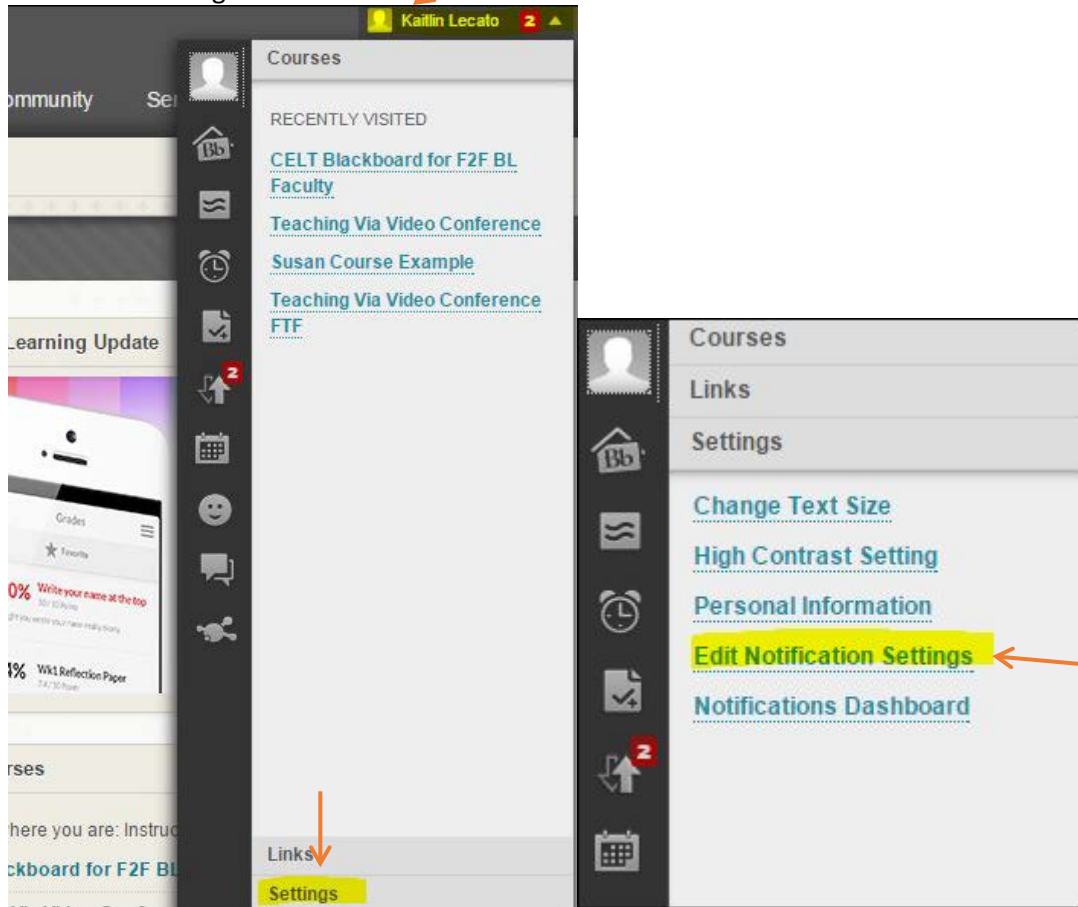 Kaitlin Lecato 2
Courses
ommunity Ser
RECENTLY VISITED
Bb
CELT Blackboard for F2F BL
Faculty
Teaching Via Video Conference
Susan Course Example
Teaching Via Video Conference
FTF
Learning Update
2
Grades
Favorite
0% Write your name at the top
4% Wk1 Reflection Paper
rses
here you are: Instruc
ckboard for F2F BL
Links
Settings
Courses
Links
Settings
Bb
Change Text Size
High Contrast Setting
Personal Information
Edit Notification Settings
Notifications Dashboard
2